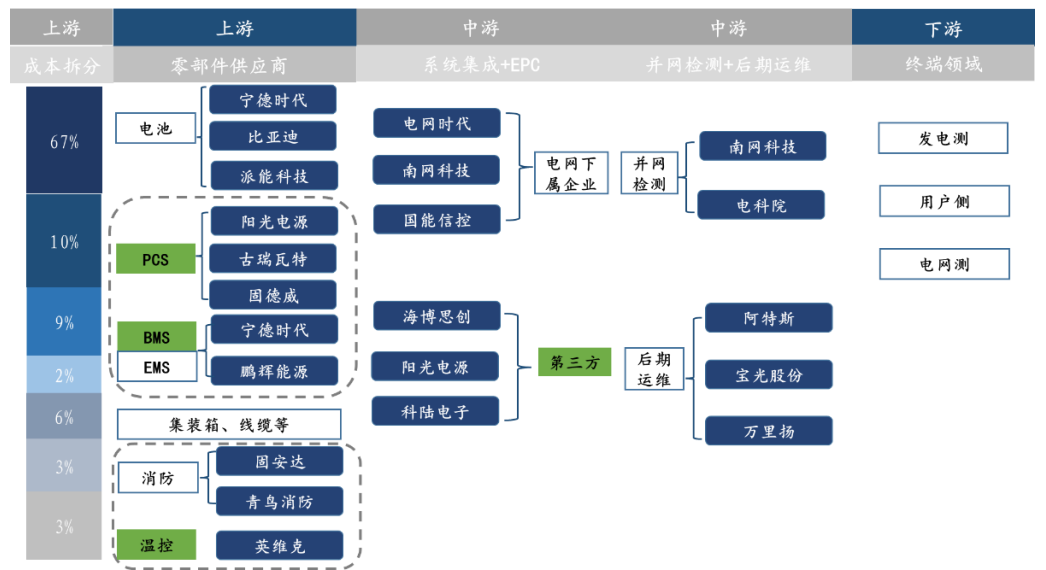 上游
上游
中游
中游
下游
成本拆分
零部件供应商
系统集成+EPC
并网检测+后期运维
终端领域
67%
10%
9%
2%
6%
3%
3%
电池
宁德时代
比亚迪
派能科技
PCS
阳光电源
古瑞瓦特
固德威
BMS
EMS
宁德时代
鹏辉能源
集装箱、线缆等
消防
固安达
青鸟消防
温控
英维克
电网时代
南网科技
国能信控
电网下
属企业
海博思创
阳光电源
科陆电子
第三方
并网
检测
南网科技
电科院
后期
运维
阿特斯
宝光股份
万里扬
发电测
用户侧
电网测